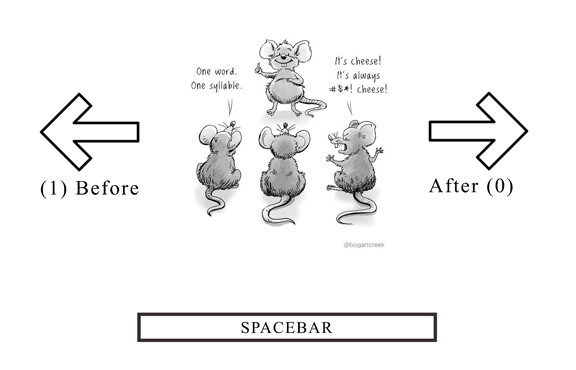 One word.
One syllable.
It's cheese!
It's always
#$*! cheese!
(1) Before
After (0)
@bogartcreek
SPACEBAR